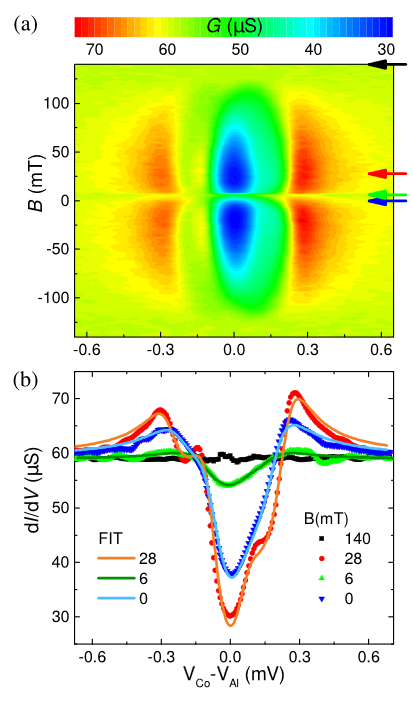 (a)
G (μS)
70 60 50 40 30
B (mT)
100
50
0
-50
-100
-0.6 -0.3 0.0 0.3 0.6
(b)
dI/dV (μS)
70
60
50
40
30
FIT
28
6
0
B(mT)
140
28
6
0
-0.6 -0.3 0.0 0.3 0.6
V_Co-V_Al (mV)